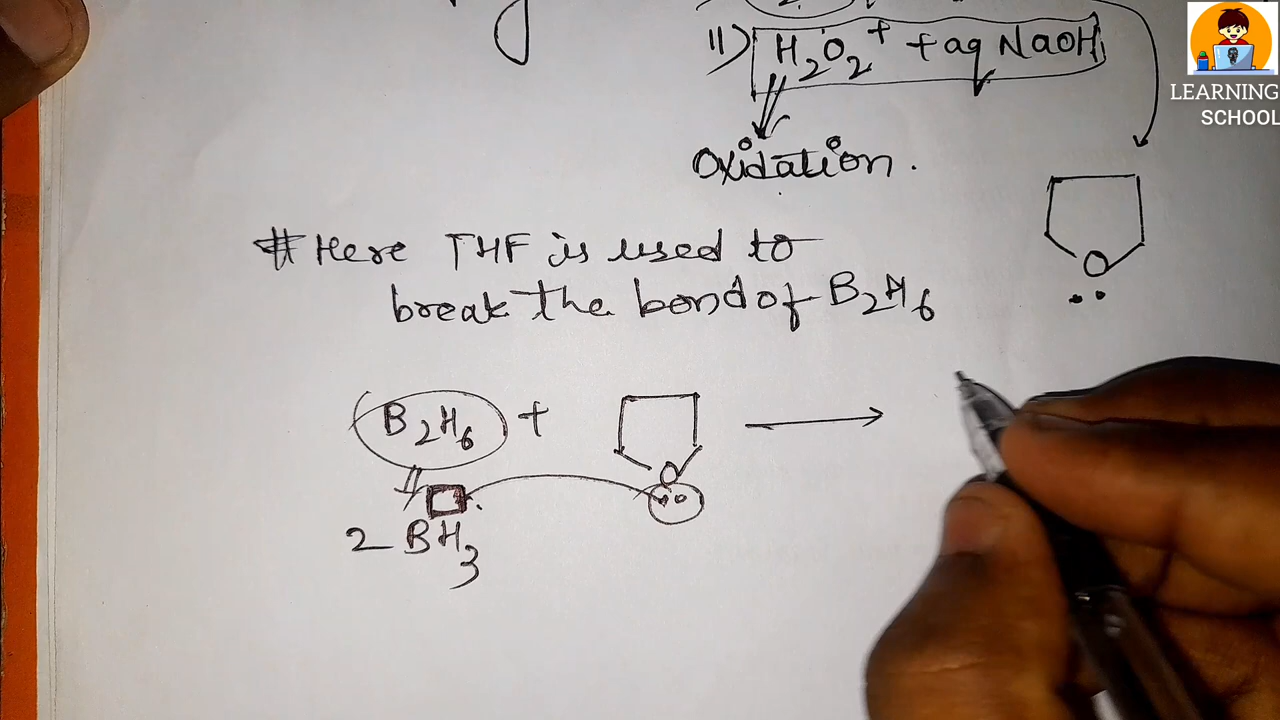 II) H2O2 + + aq NaOH
LEARNING
SCHOOL
Oxidation.
# Here THF is used to
O
break the bond of B2H6
B2H6 +
O
2 BH3